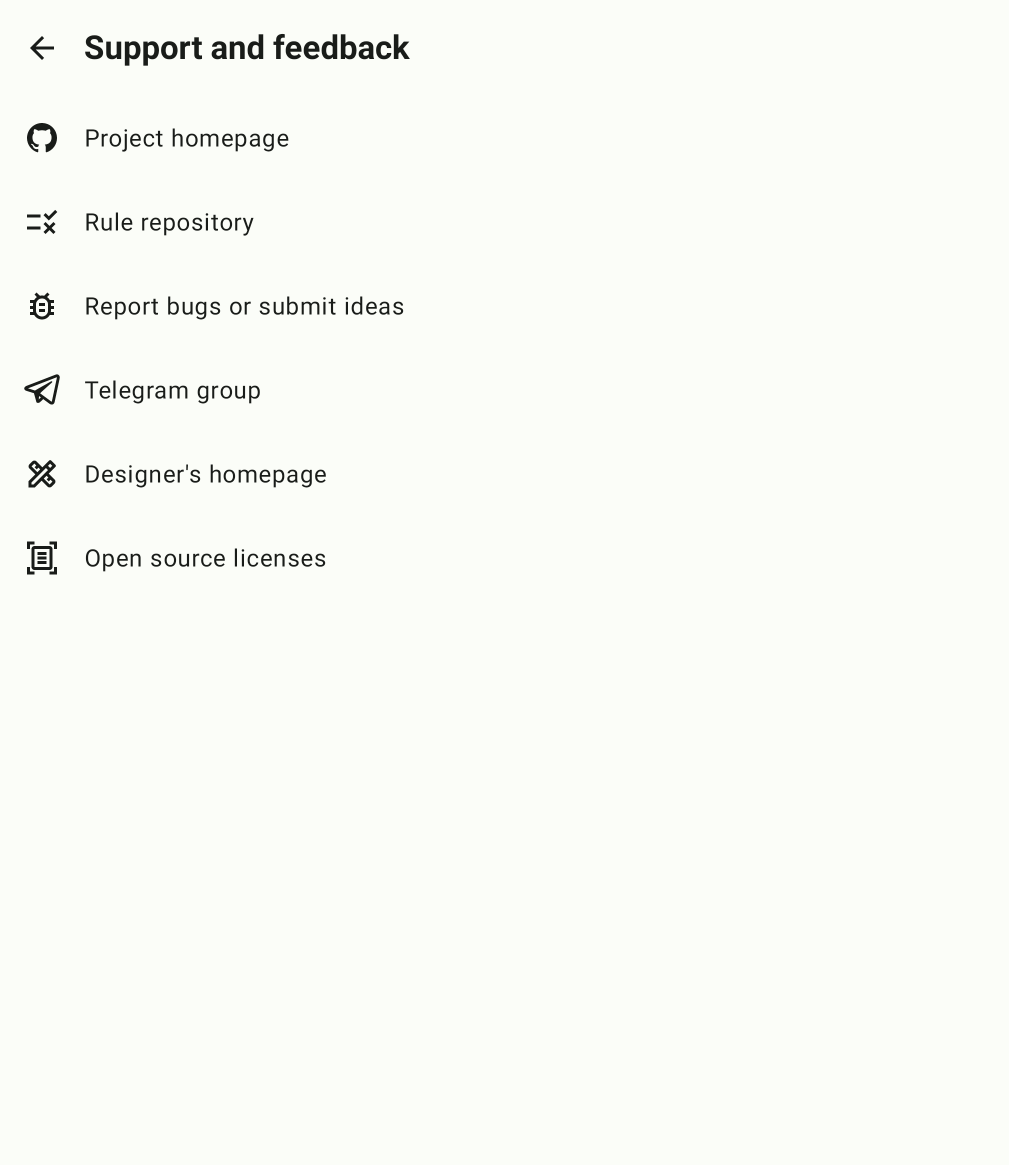 Support and feedback
Project homepage
Rule repository
Report bugs or submit ideas
Telegram group
Designer's homepage
Open source licenses